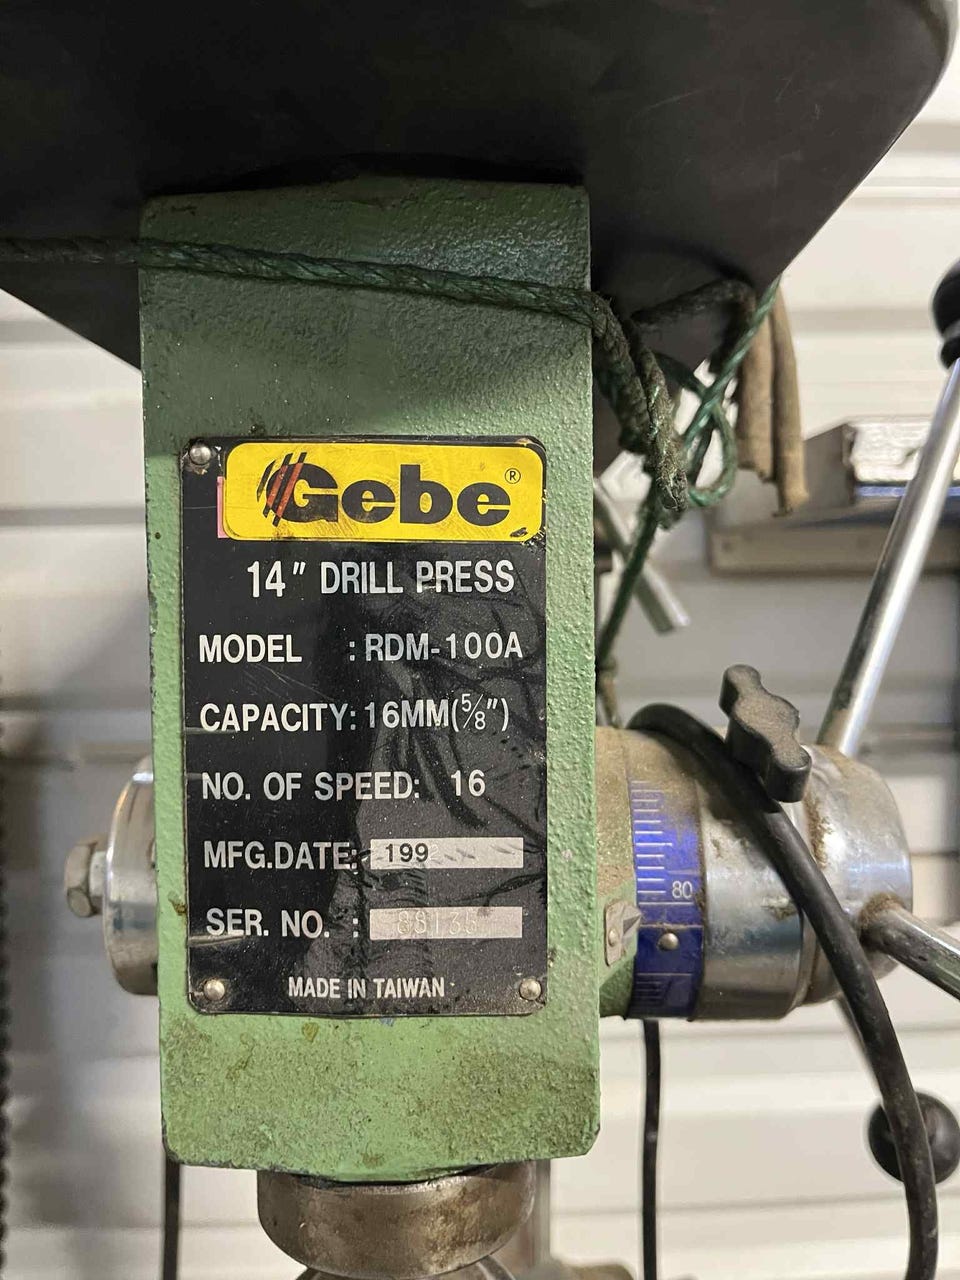 Gebe®
14" DRILL PRESS
MODEL : RDM-100A
CAPACITY: 16MM(5/8")
NO. OF SPEED: 16
MFG.DATE: 199
SER. NO. :
MADE IN TAIWAN
80